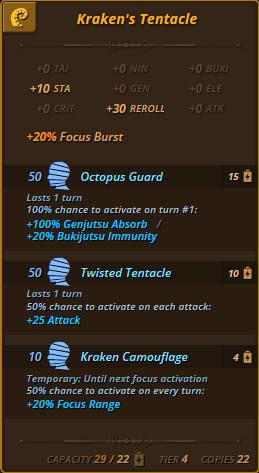 Kraken's Tentacle
+0 TAI +0 NIN +0 BUKI
+10 STA +0 GEN +0 ELE
+0 CRIT +30 REROLL +0 ATK
+20% Focus Burst
50 Octopus Guard 15
Lasts 1 turn
100% chance to activate on turn #1:
+100% Genjutsu Absorb /
+20% Bukijutsu Immunity
50 Twisted Tentacle 10
Lasts 1 turn
50% chance to activate on each attack:
+25 Attack
10 Kraken Camouflage 4
Temporary: Until next focus activation
50% chance to activate on every turn:
+20% Focus Range
CAPACITY 29 / 22 TIER 4 COPIES 22